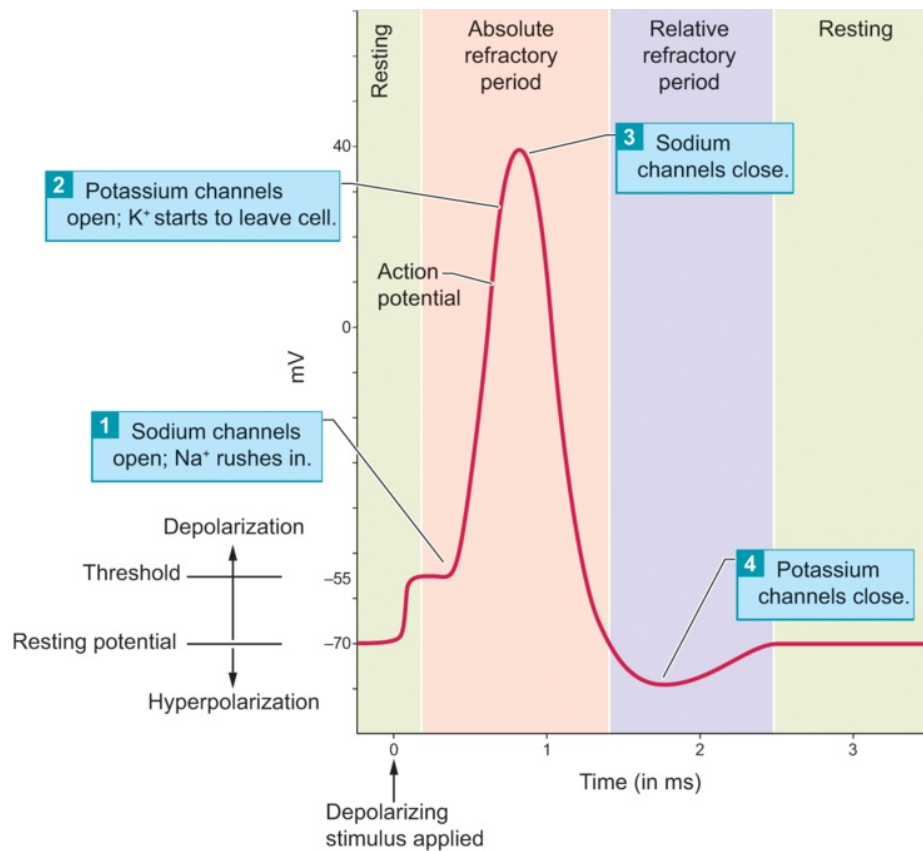 Resting
Absolute
refractory
period
Relative
refractory
period
Resting
40
3 Sodium
channels close.
2 Potassium channels
open; K⁺ starts to leave cell.
Action
potential
0
mV
1 Sodium channels
open; Na⁺ rushes in.
Depolarization
Threshold
–55
4 Potassium
channels close.
Resting potential
–70
Hyperpolarization
0
1
2
3
Time (in ms)
Depolarizing
stimulus applied